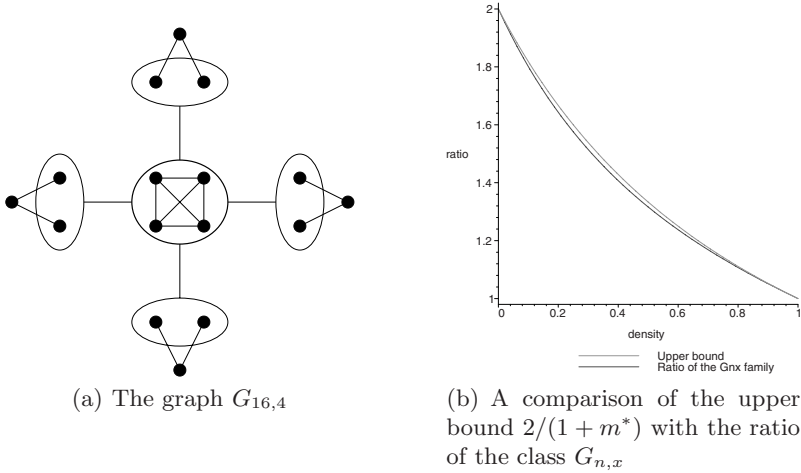 2
1.8
1.6
ratio
1.4
1.2
1
0
0.2
0.4
0.6
0.8
1
density
Upper bound
Ratio of the Gnx family
(a) The graph G₁₆,₄
(b) A comparison of the upper
bound 2/(1 + m*) with the ratio
of the class Gₙ,ₓ